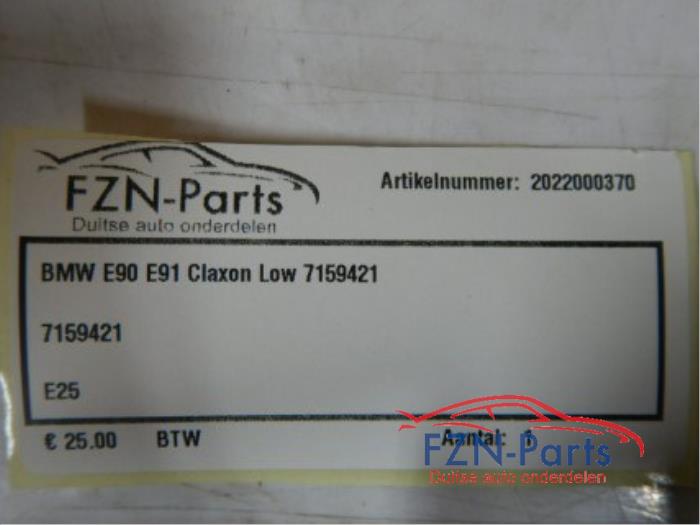 FZN-Parts
Duitse auto onderdelen
Artikelnummer: 2022000370
BMW E90 E91 Claxon Low 7159421
7159421
E25
€ 25.00 BTW Aantal: 1
FZN-Parts
Duitse auto onderdelen